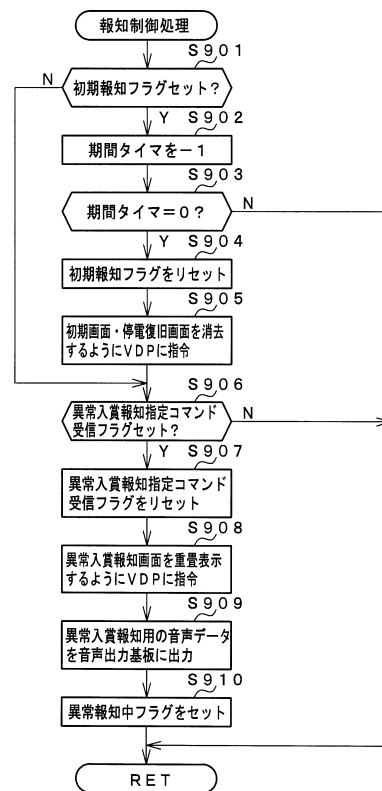 報知制御処理
S901
初期報知フラグセット?
N
Y
S902
期間タイマを－1
S903
期間タイマ＝0?
N
Y
S904
初期報知フラグをリセット
S905
初期画面・停電復旧画面を消去
するようにVDPに指令
S906
異常入賞報知指定コマンド
受信フラグセット?
N
Y
S907
異常入賞報知指定コマンド
受信フラグをリセット
S908
異常入賞報知画面を重畳表示
するようにVDPに指令
S909
異常入賞報知用の音声データ
を音声出力基板に出力
S910
異常報知中フラグをセット
RET